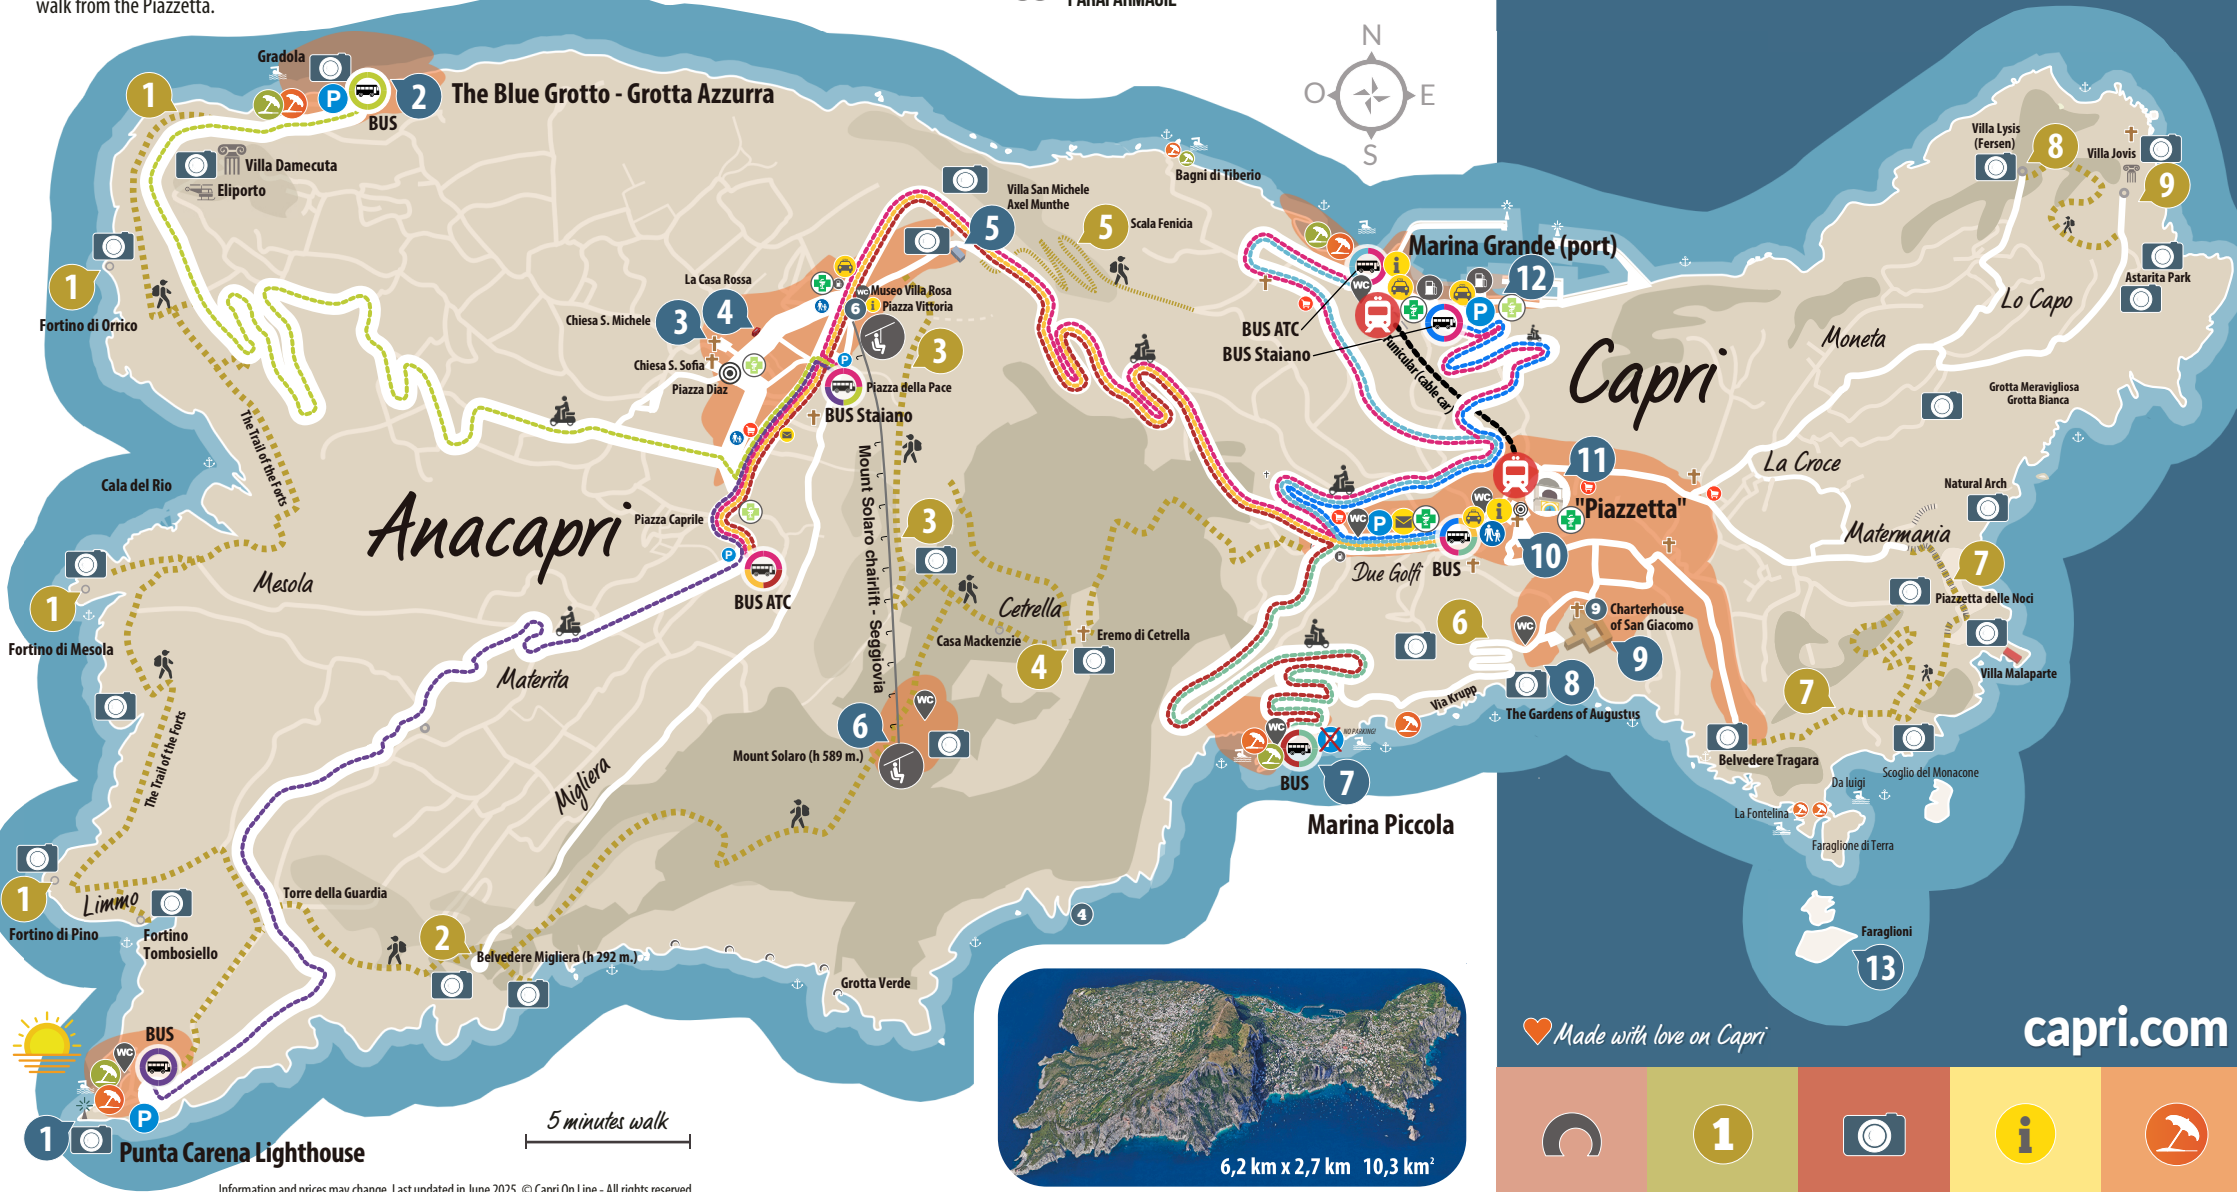 walk from the Piazzetta.
N
O
E
S
Gradola
1
P
2
The Blue Grotto - Grotta Azzurra
BUS
Villa Damecuta
Eliporto
1
Fortino di Orrico
The Trail of the Forts
Cala del Rio
1
Fortino di Mesola
Mesola
The Trail of the Forts
1
Fortino di Pino
Limmo
Fortino
Tombosiello
Anacapri
Materita
Migliera
Torre della Guardia
2
Belvedere Migliera (h 292 m.)
Grotta Verde
4
BUS
WC
P
1
Punta Carena Lighthouse
5 minutes walk
Information and prices may change. Last updated in June 2025. © Capri On Line - All rights reserved
La Casa Rossa
Chiesa S. Michele
3
4
Chiesa S. Sofia
Piazza Diaz
WC
Museo Villa Rosa
6
i
Piazza Vittoria
P
Piazza della Pace
BUS Staiano
Piazza Caprile
P
BUS ATC
Mount Solaro chairlift - Seggiovia
3
3
Villa San Michele
Axel Munthe
5
5
Scala Fenicia
Cetrella
Casa Mackenzie
4
Eremo di Cetrella
WC
6
Mount Solaro (h 589 m.)
Bagni di Tiberio
Marina Grande (port)
i
WC
12
P
BUS ATC
BUS Staiano
Funicular (cable car)
Capri
11
"Piazzetta"
WC
i
WC
P
10
Due Golfi
BUS
6
WC
9
Charterhouse
of San Giacomo
9
8
The Gardens of Augustus
Via Krupp
WC
NO PARKING!
BUS
7
Marina Piccola
Villa Lysis
(Fersen)
8
Villa Jovis
9
Astarita Park
Lo Capo
Moneta
Grotta Meravigliosa
Grotta Bianca
La Croce
Natural Arch
Matermania
7
Piazzetta delle Noci
Villa Malaparte
7
Belvedere Tragara
Da luigi
Scoglio del Monacone
La Fontelina
Faraglione di Terra
Faraglioni
13
6,2 km x 2,7 km 10,3 km²
Made with love on Capri
capri.com
1
i